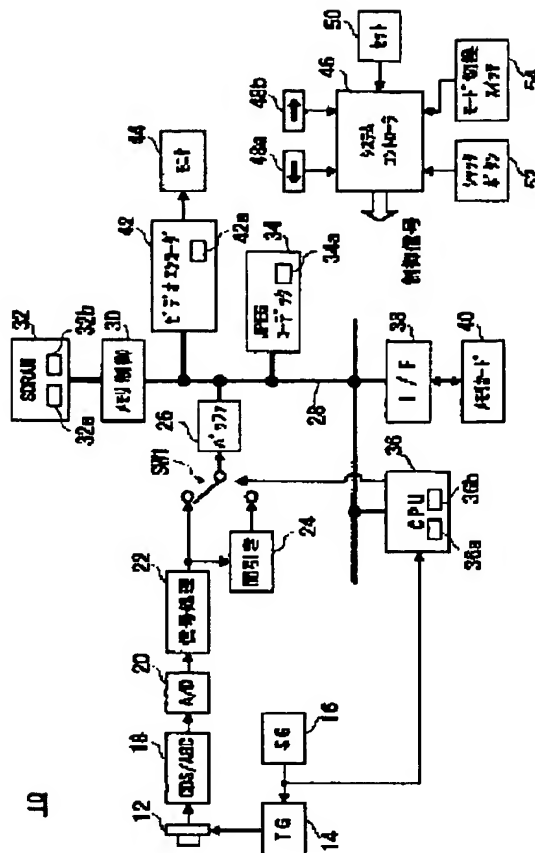 10
12
CDS/ABC
18
A/D
20
信号処理
22
間引き
24
SW1
バッファ
26
TG
14
SG
16
SDRAM
32
32a
32b
メモリ制御
30
ビデオエンコーダ
42
42a
モニタ
44
JPEG
コーデック
34
34a
28
CPU
36
36a
36b
I/F
38
メモリカード
40
48a
48b
システム
コントローラ
46
セット
50
制御信号
シャッタ
ボタン
52
モード切換
スイッチ
54